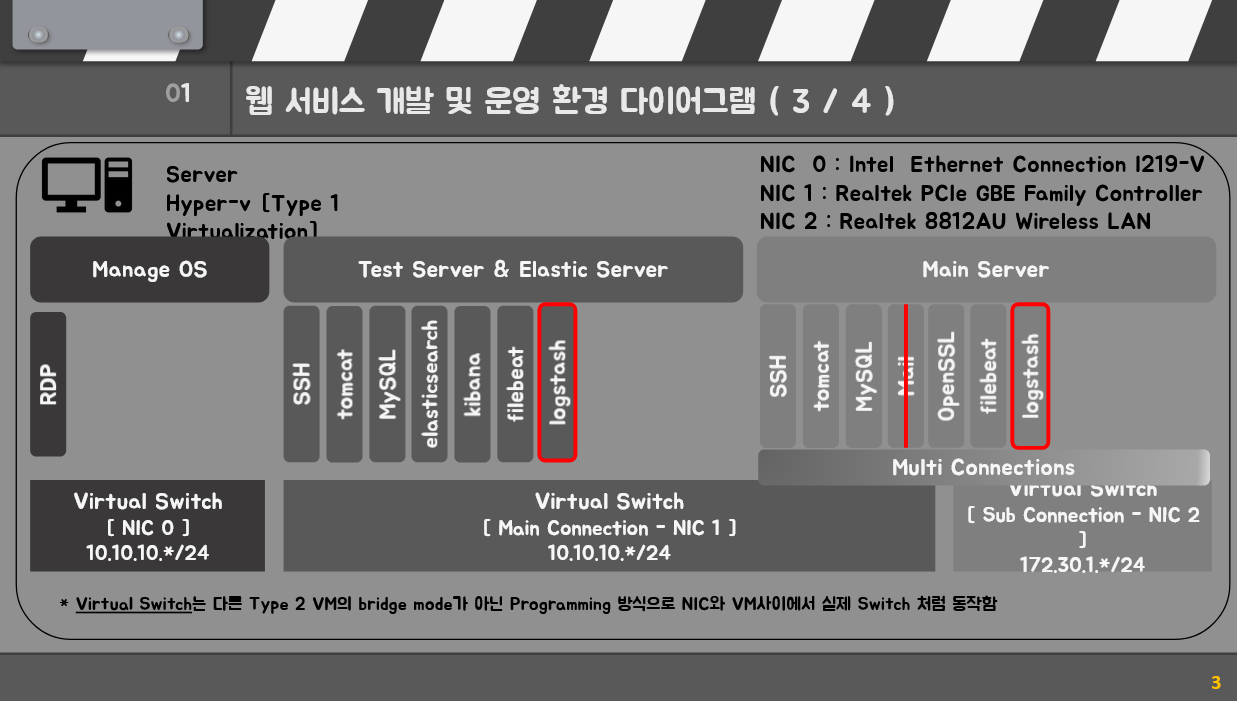 01
웹 서비스 개발 및 운영 환경 다이어그램 ( 3 / 4 )
Server
Hyper-v [Type 1
Virtualization]
NIC 0 : Intel Ethernet Connection I219-V
NIC 1 : Realtek PCIe GBE Family Controller
NIC 2 : Realtek 8812AU Wireless LAN
Manage OS
Test Server & Elastic Server
Main Server
RDP
SSH
tomcat
MySQL
elasticsearch
kibana
filebeat
logstash
SSH
tomcat
MySQL
Mail
OpenSSL
filebeat
logstash
Multi Connections
Virtual Switch
[ NIC 0 ]
10.10.10.*/24
Virtual Switch
[ Main Connection - NIC 1 ]
10.10.10.*/24
Virtual Switch
[ Sub Connection - NIC 2
]
172.30.1.*/24
* Virtual Switch는 다른 Type 2 VM의 bridge mode가 아닌 Programming 방식으로 NIC와 VM사이에서 실제 Switch 처럼 동작함
3